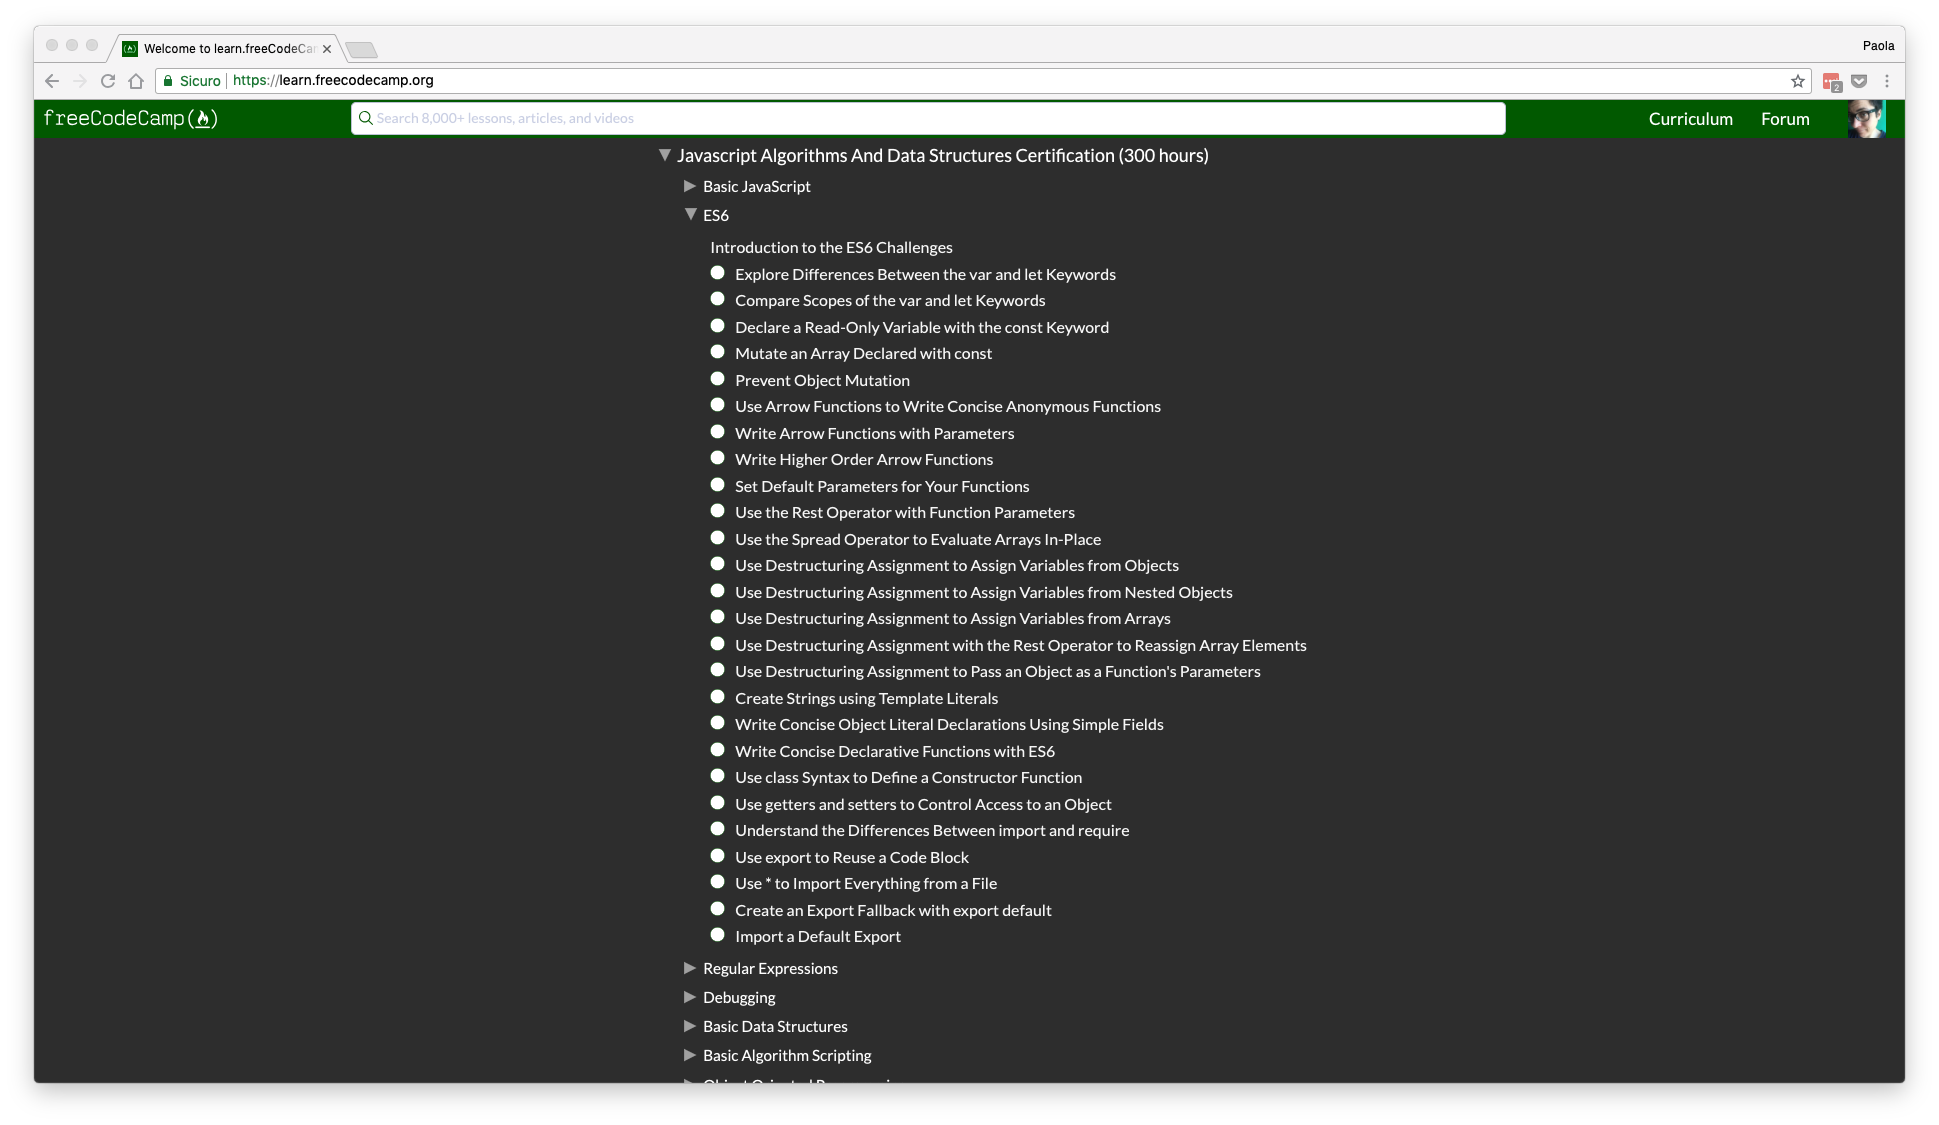 Welcome to learn.freeCodeCa
Paola
Sicuro https://learn.freecodecamp.org
2
freeCodeCamp
Search 8,000+ lessons, articles, and videos
Curriculum Forum
Javascript Algorithms And Data Structures Certification (300 hours)
Basic JavaScript
ES6
Introduction to the ES6 Challenges
Explore Differences Between the var and let Keywords
Compare Scopes of the var and let Keywords
Declare a Read-Only Variable with the const Keyword
Mutate an Array Declared with const
Prevent Object Mutation
Use Arrow Functions to Write Concise Anonymous Functions
Write Arrow Functions with Parameters
Write Higher Order Arrow Functions
Set Default Parameters for Your Functions
Use the Rest Operator with Function Parameters
Use the Spread Operator to Evaluate Arrays In-Place
Use Destructuring Assignment to Assign Variables from Objects
Use Destructuring Assignment to Assign Variables from Nested Objects
Use Destructuring Assignment to Assign Variables from Arrays
Use Destructuring Assignment with the Rest Operator to Reassign Array Elements
Use Destructuring Assignment to Pass an Object as a Function's Parameters
Create Strings using Template Literals
Write Concise Object Literal Declarations Using Simple Fields
Write Concise Declarative Functions with ES6
Use class Syntax to Define a Constructor Function
Use getters and setters to Control Access to an Object
Understand the Differences Between import and require
Use export to Reuse a Code Block
Use * to Import Everything from a File
Create an Export Fallback with export default
Import a Default Export
Regular Expressions
Debugging
Basic Data Structures
Basic Algorithm Scripting